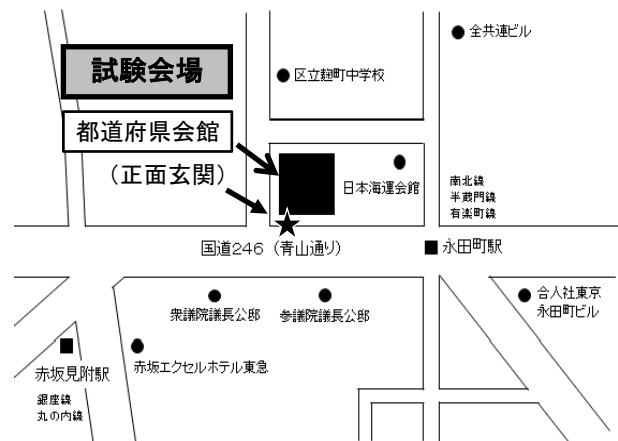 全共連ビル
試験会場
区立麹町中学校
都道府県会館
(正面玄関)
日本海運会館
南北線
半蔵門線
有楽町線
国道246(青山通り)
永田町駅
衆議院議長公邸
参議院議長公邸
合人社東京
永田町ビル
赤坂見附駅
赤坂エクセルホテル東急
銀座線
丸の内線